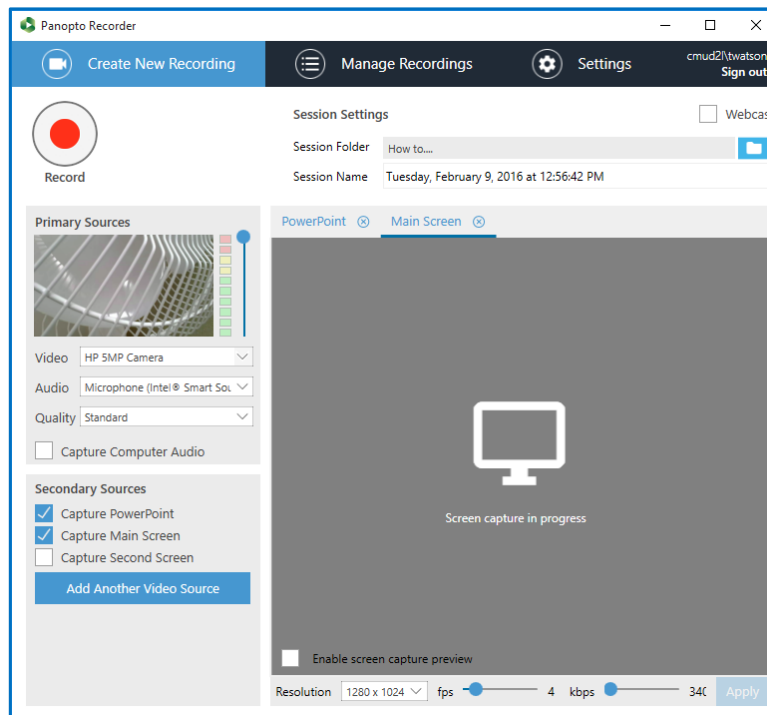 Panopto Recorder
Create New Recording
Manage Recordings
Settings
cmud2l\twatson
Sign out
Record
Session Settings
Webcas
Session Folder How to....
Session Name Tuesday, February 9, 2016 at 12:56:42 PM
Primary Sources
PowerPoint Main Screen
Video HP 5MP Camera
Audio Microphone (Intel® Smart Sou
Quality Standard
Capture Computer Audio
Secondary Sources
Capture PowerPoint
Capture Main Screen
Capture Second Screen
Add Another Video Source
Screen capture in progress
Enable screen capture preview
Resolution 1280 x 1024 fps 4 kbps 340 Apply